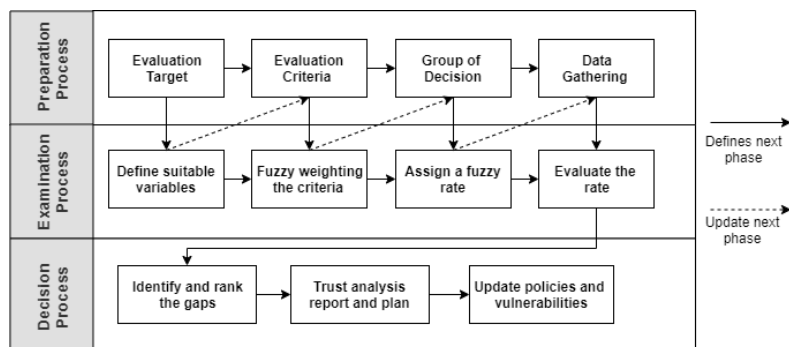 Preparation
Process
Evaluation
Target
Evaluation
Criteria
Group of
Decision
Data
Gathering
Examination
Process
Define suitable
variables
Fuzzy weighting
the criteria
Assign a fuzzy
rate
Evaluate the
rate
Decision
Process
Identify and rank
the gaps
Trust analysis
report and plan
Update policies and
vulnerabilities
Defines next
phase
Update next
phase